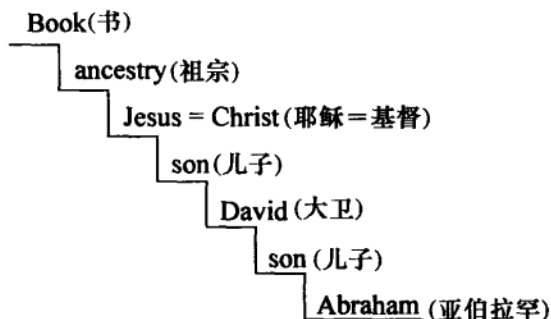 Book(书)
ancestry(祖宗)
Jesus = Christ(耶稣=基督)
son(儿子)
David(大卫)
son(儿子)
Abraham(亚伯拉罕)